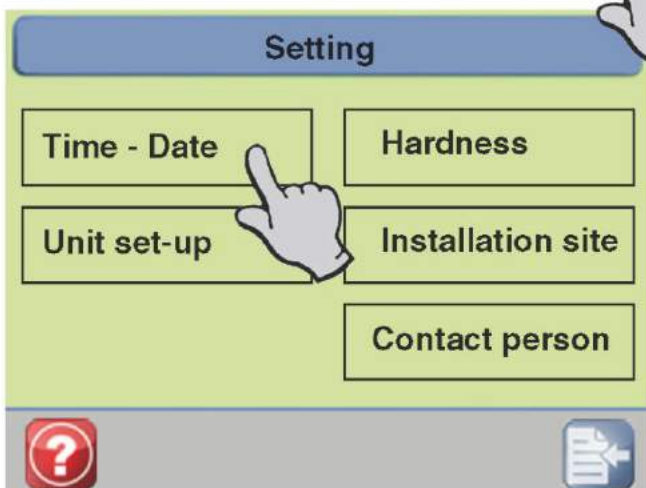 Setting
Time - Date
Hardness
Unit set-up
Installation site
Contact person
?